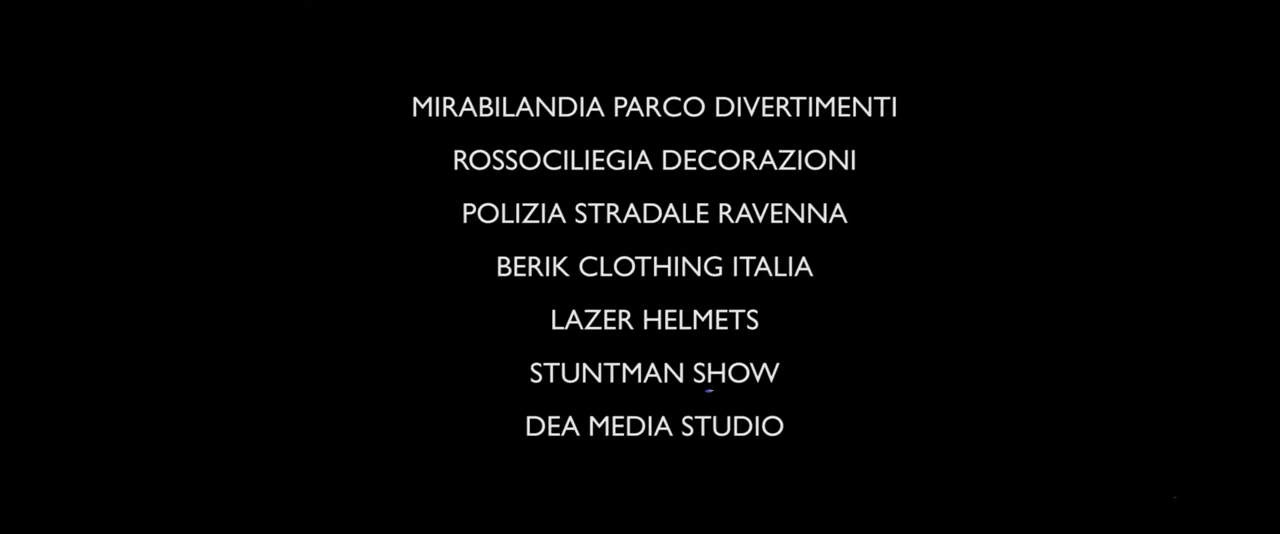 MIRABILANDIA PARCO DIVERTIMENTI
ROSSOCILIEGIA DECORAZIONI
POLIZIA STRADALE RAVENNA
BERIK CLOTHING ITALIA
LAZER HELMETS
STUNTMAN SHOW
DEA MEDIA STUDIO